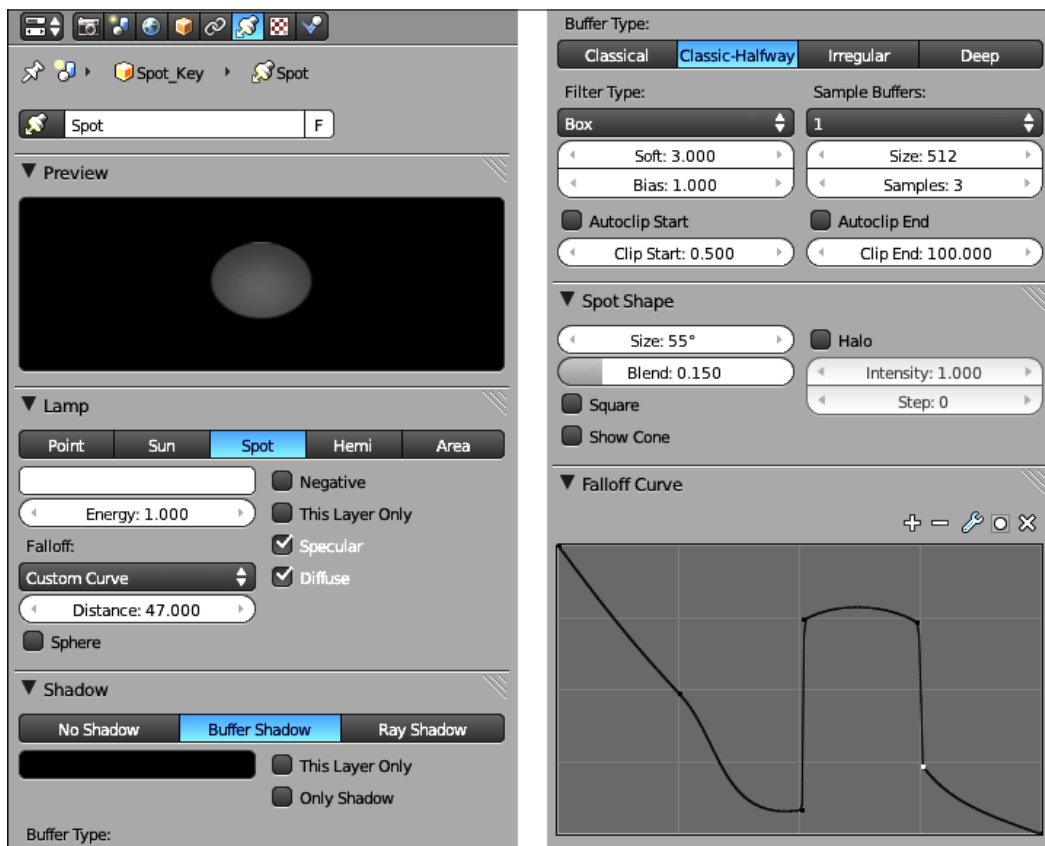 Spot_Key Spot
Spot F
Preview
Lamp
Point Sun Spot Hemi Area
Negative
Energy: 1.000 This Layer Only
Falloff: Specular
Custom Curve Diffuse
Distance: 47.000
Sphere
Shadow
No Shadow Buffer Shadow Ray Shadow
This Layer Only
Only Shadow
Buffer Type:
Buffer Type:
Classical Classic-Halfway Irregular Deep
Filter Type: Sample Buffers:
Box 1
Soft: 3.000 Size: 512
Bias: 1.000 Samples: 3
Autoclip Start Autoclip End
Clip Start: 0.500 Clip End: 100.000
Spot Shape
Size: 55° Halo
Blend: 0.150 Intensity: 1.000
Square Step: 0
Show Cone
Falloff Curve